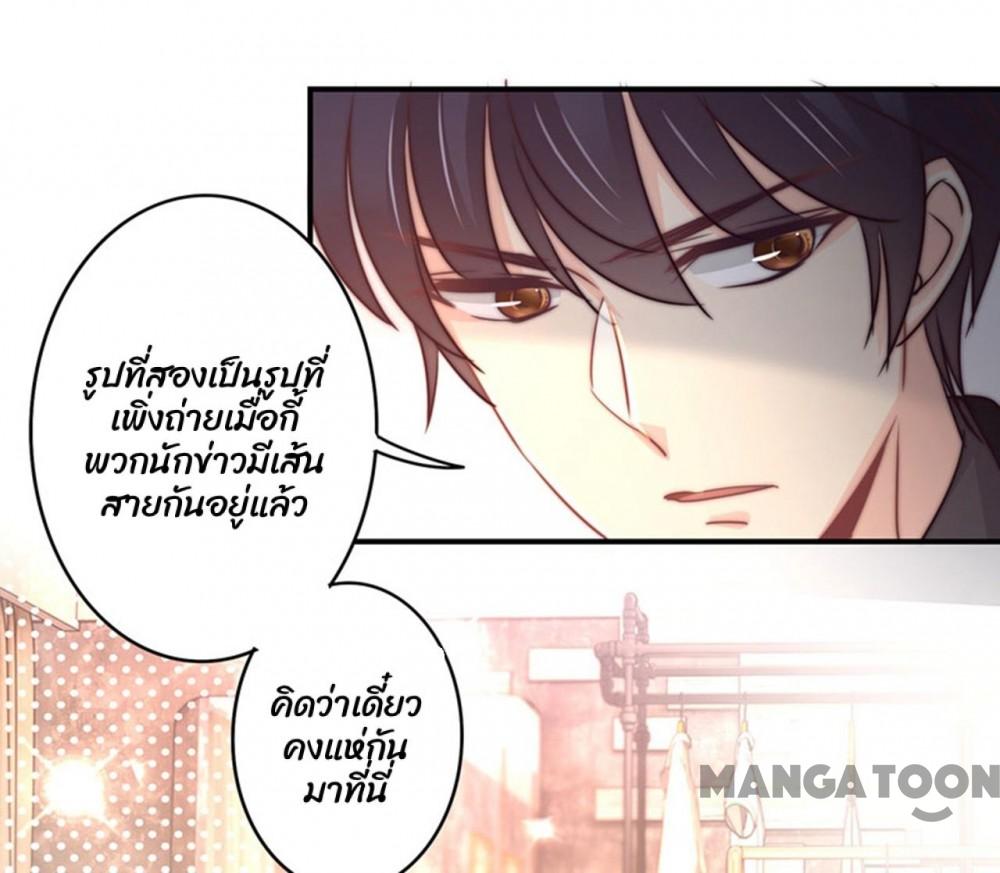 รูปที่สองเป็นรูปที่
เพิ่งถ่ายเมื่อกี้
พวกนักข่าวมีเส้น
สายกันอยู่แล้ว
คิดว่าเดี๋ยว
คงแห่กัน
มาที่นี่
MANGATOON